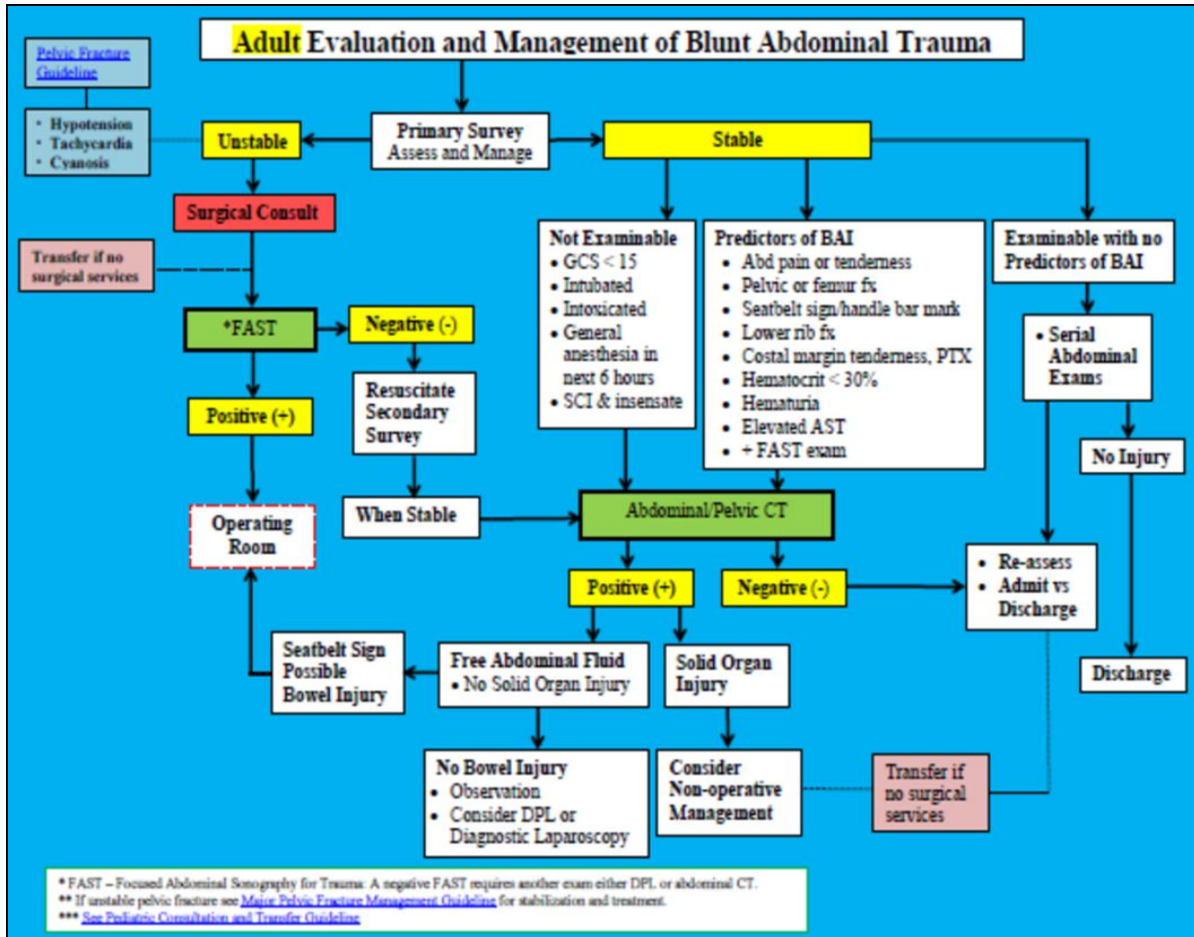 Adult Evaluation and Management of Blunt Abdominal Trauma
Pelvic Fracture
Guideline
• Hypotension
• Tachycardia
• Cyanosis
Unstable
Primary Survey
Assess and Manage
Stable
Surgical Consult
Transfer if no
surgical services
*FAST
Negative (-)
Positive (+)
Resuscitate
Secondary
Survey
When Stable
Operating
Room
Not Examinable
• GCS < 15
• Intubated
• Intoxicated
• General
anesthesia in
next 6 hours
• SCI & insensate
Predictors of BAI
• Abd pain or tenderness
• Pelvic or femur fx
• Seatbelt sign/handle bar mark
• Lower rib fx
• Costal margin tenderness, PTX
• Hematocrit < 30%
• Hematuria
• Elevated AST
• + FAST exam
Examinable with no
Predictors of BAI
• Serial
Abdominal
Exams
No Injury
Abdominal/Pelvic CT
Positive (+)
Negative (-)
• Re-assess
• Admit vs
Discharge
Discharge
Seatbelt Sign
Possible
Bowel Injury
Free Abdominal Fluid
• No Solid Organ Injury
Solid Organ
Injury
No Bowel Injury
• Observation
• Consider DPL or
Diagnostic Laparoscopy
Consider
Non-operative
Management
Transfer if
no surgical
services
* FAST – Focused Abdominal Sonography for Trauma: A negative FAST requires another exam either DPL or abdominal CT.
** If unstable pelvic fracture see Major Pelvic Fracture Management Guideline for stabilization and treatment.
*** See Pediatric Consultation and Transfer Guideline